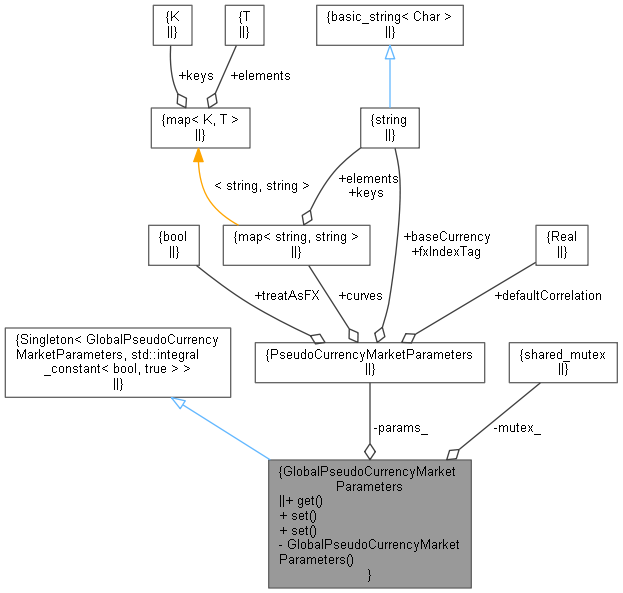 {K
||}
{T
||}
{basic_string< Char >
||}
+keys
+elements
{map< K, T >
||}
{string
||}
< string, string >
+elements
+keys
{bool
||}
{map< string, string >
||}
+baseCurrency
+fxIndexTag
{Real
||}
+treatAsFX
+curves
+defaultCorrelation
{Singleton< GlobalPseudoCurrency
MarketParameters, std::integral
_constant< bool, true > >
||}
{PseudoCurrencyMarketParameters
||}
{shared_mutex
||}
-params_
-mutex_
{GlobalPseudoCurrencyMarket
Parameters
||+ get()
+ set()
+ set()
- GlobalPseudoCurrencyMarket
Parameters()
}